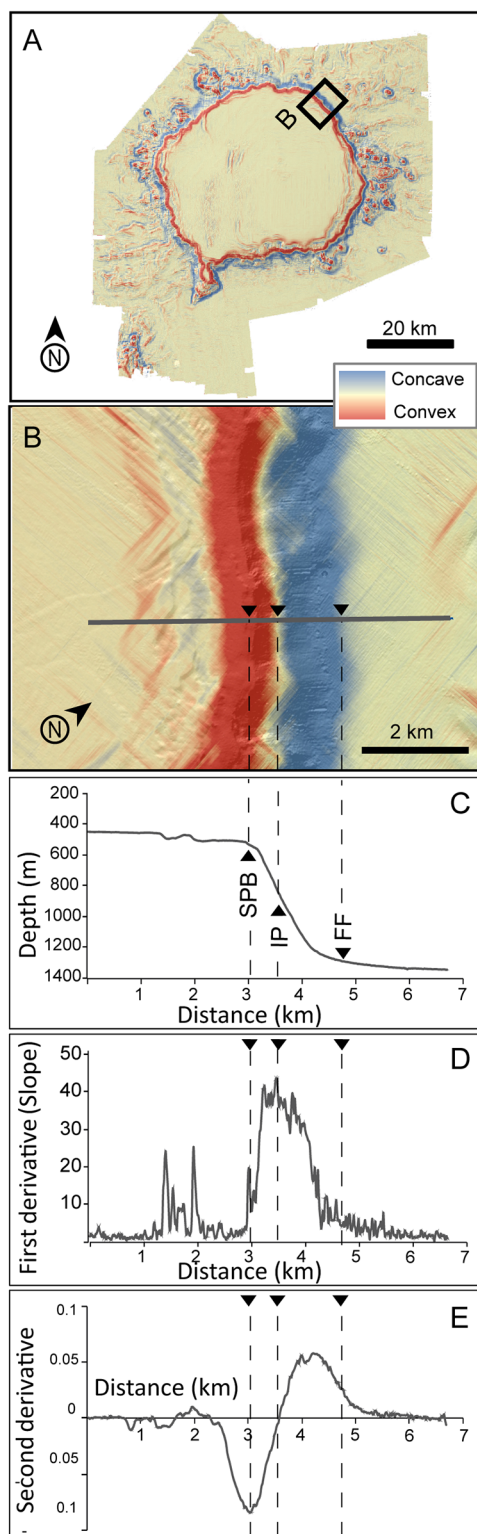 A
B
N
20 km
Concave
Convex
B
N
2 km
C
200
400
600
800
1000
1200
1400
Depth (m)
SPB
IP
FF
1 2 3 4 5 6 7
Distance (km)
D
50
40
30
20
10
First derivative (Slope)
1 2 3 4 5 6 7
Distance (km)
E
0.1
0.05
Distance (km)
0
1 2 3 4 5 6 7
0.05
-
0.1
-
Second derivative